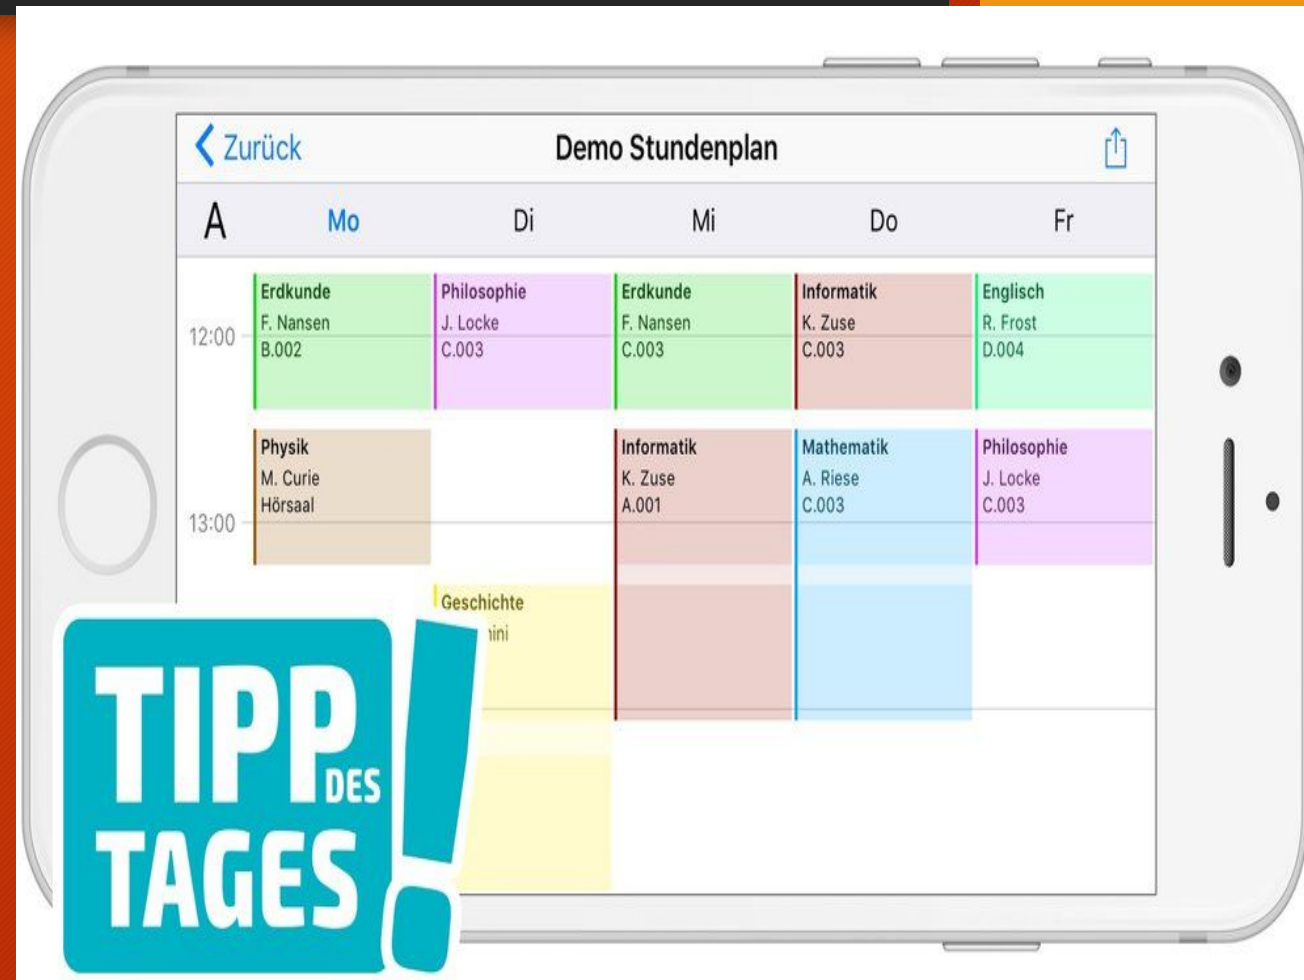 Zurück
Demo Stundenplan
A
Mo
Di
Mi
Do
Fr
12:00
Erdkunde
F. Nansen
B.002
Philosophie
J. Locke
C.003
Erdkunde
F. Nansen
C.003
Informatik
K. Zuse
C.003
Englisch
R. Frost
D.004
13:00
Physik
M. Curie
Hörsaal
Informatik
K. Zuse
A.001
Mathematik
A. Riese
C.003
Philosophie
J. Locke
C.003
Geschichte
TIPP
DES
TAGES!